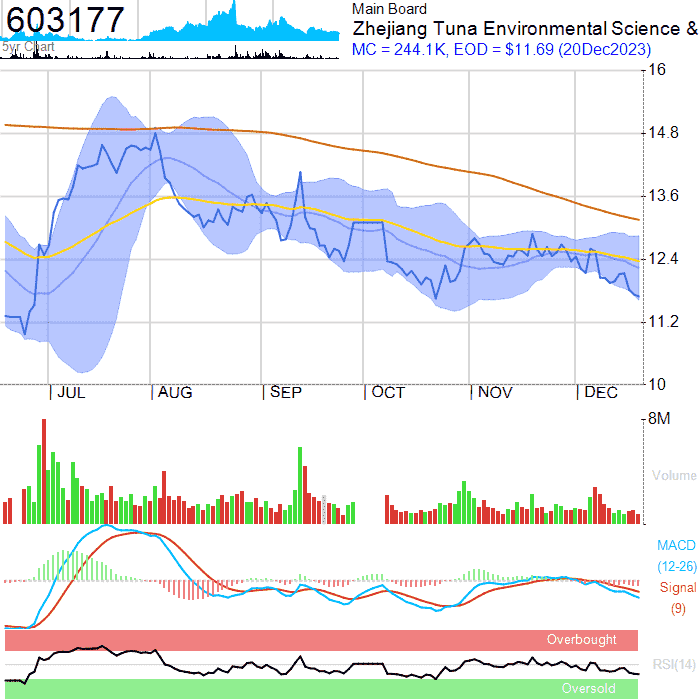 603177
5yr Chart
Main Board
Zhejiang Tuna Environmental Science &
MC = 244.1K, EOD = $11.69 (20Dec2023)
16
14.8
13.6
12.4
11.2
10
JUL
AUG
SEP
OCT
NOV
DEC
8M
Volume
MACD
(12-26)
Signal
(9)
Overbought
RSI(14)
Oversold